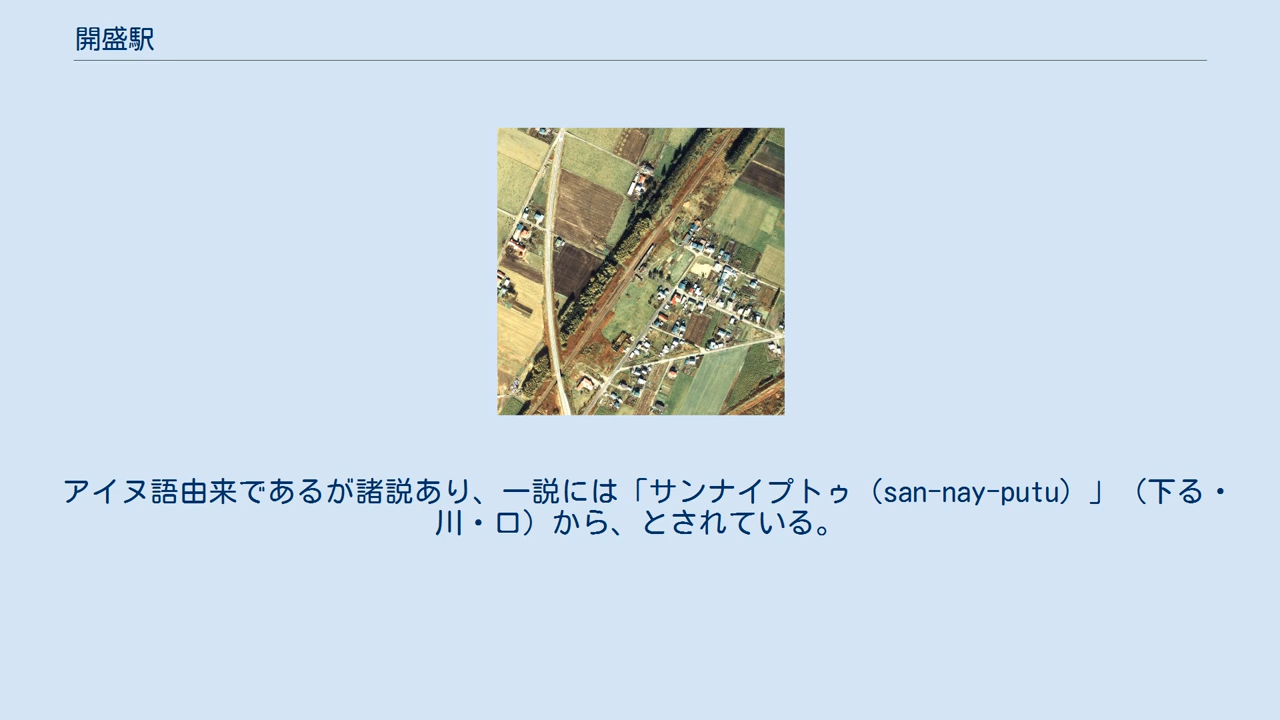 開盛駅
アイヌ語由来であるが諸説あり、一説には「サンナイプトゥ（san-nay-putu）」（下る・
川・口）から、とされている。